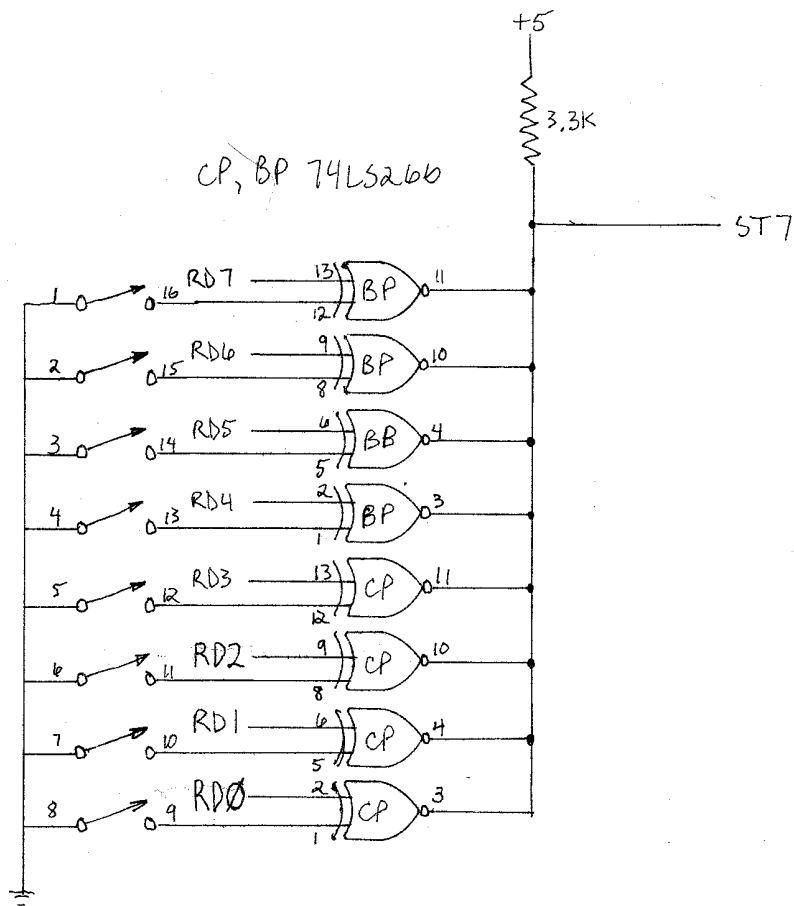 +5
3.3K
CP, BP 74LS266
ST7
1 16 RD7 13 12 BP 11
2 15 RD6 9 8 BP 10
3 14 RD5 6 5 BB 4
4 13 RD4 2 1 BP 3
5 12 RD3 13 12 CP 11
6 11 RD2 9 8 CP 10
7 10 RD1 6 5 CP 4
8 9 RDØ 2 1 CP 3